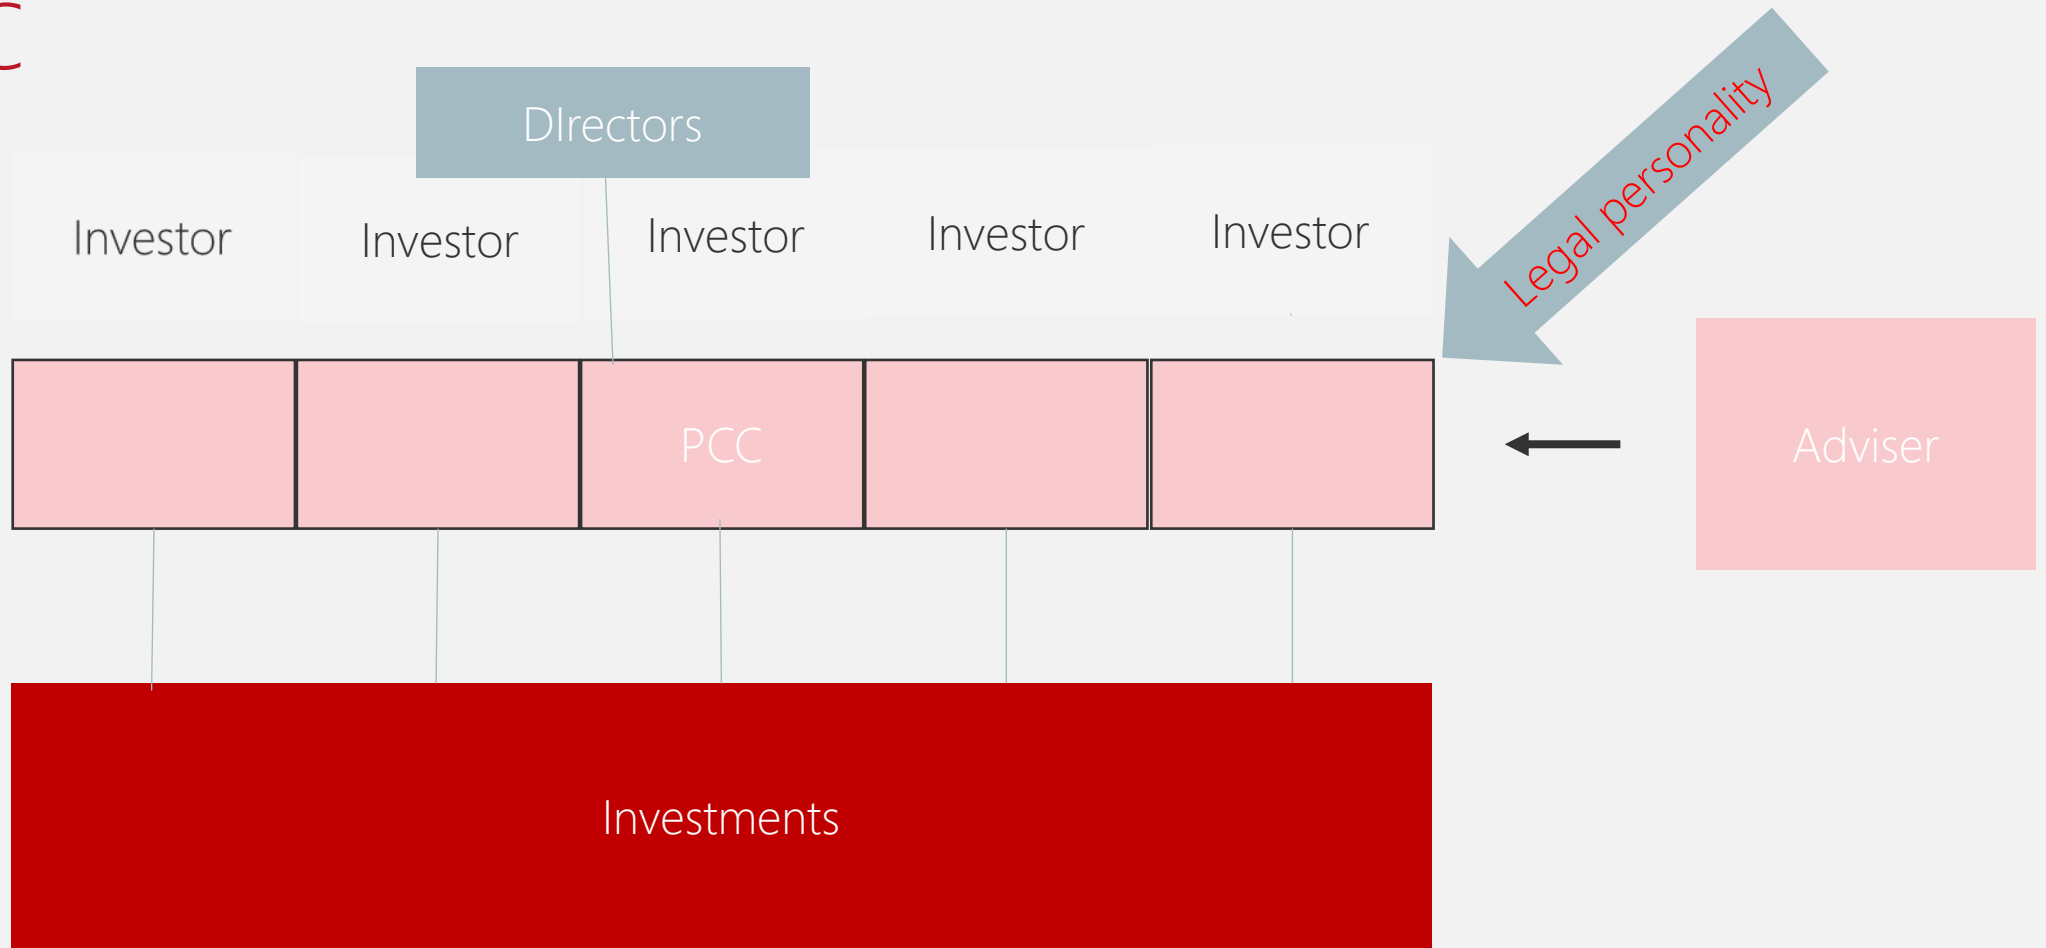 C
DIrectors
Legal personality
Investor
Investor
Investor
Investor
Investor
PCC
Adviser
Investments